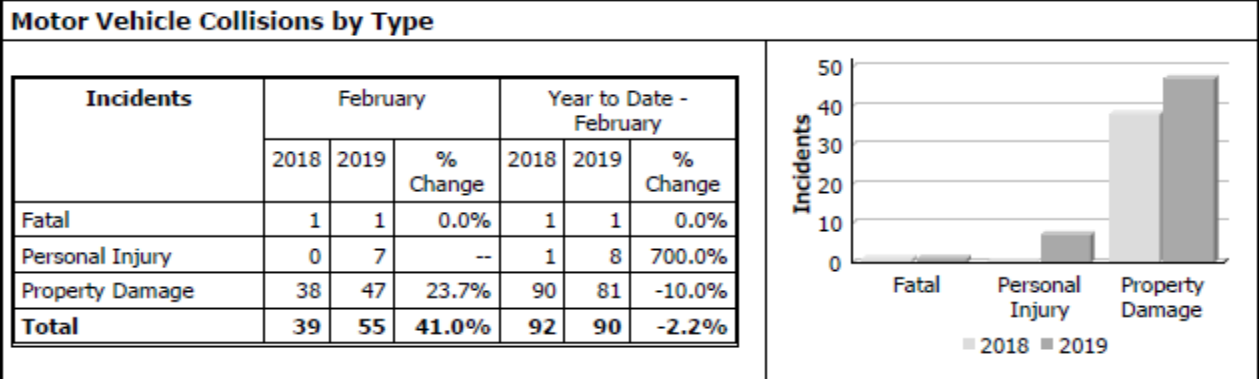 Motor Vehicle Collisions by Type
Incidents February Year to Date -
February
2018 2019 % Change 2018 2019 % Change
Fatal 1 1 0.0% 1 1 0.0%
Personal Injury 0 7 -- 1 8 700.0%
Property Damage 38 47 23.7% 90 81 -10.0%
Total 39 55 41.0% 92 90 -2.2%
Incidents
50
40
30
20
10
0
Fatal Personal Property
Injury Damage
2018 2019